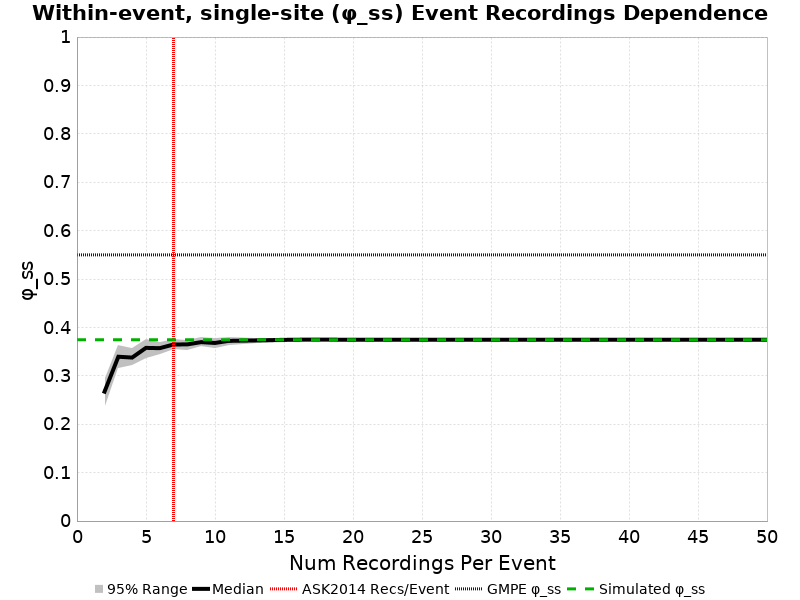 Within-event, single-site (φ_ss) Event Recordings Dependence
1
0.9
0.8
0.7
0.6
0.5
0.4
0.3
0.2
0.1
0
φ_ss
0 5 10 15 20 25 30 35 40 45 50
Num Recordings Per Event
95% Range Median ASK2014 Recs/Event GMPE φ_ss Simulated φ_ss